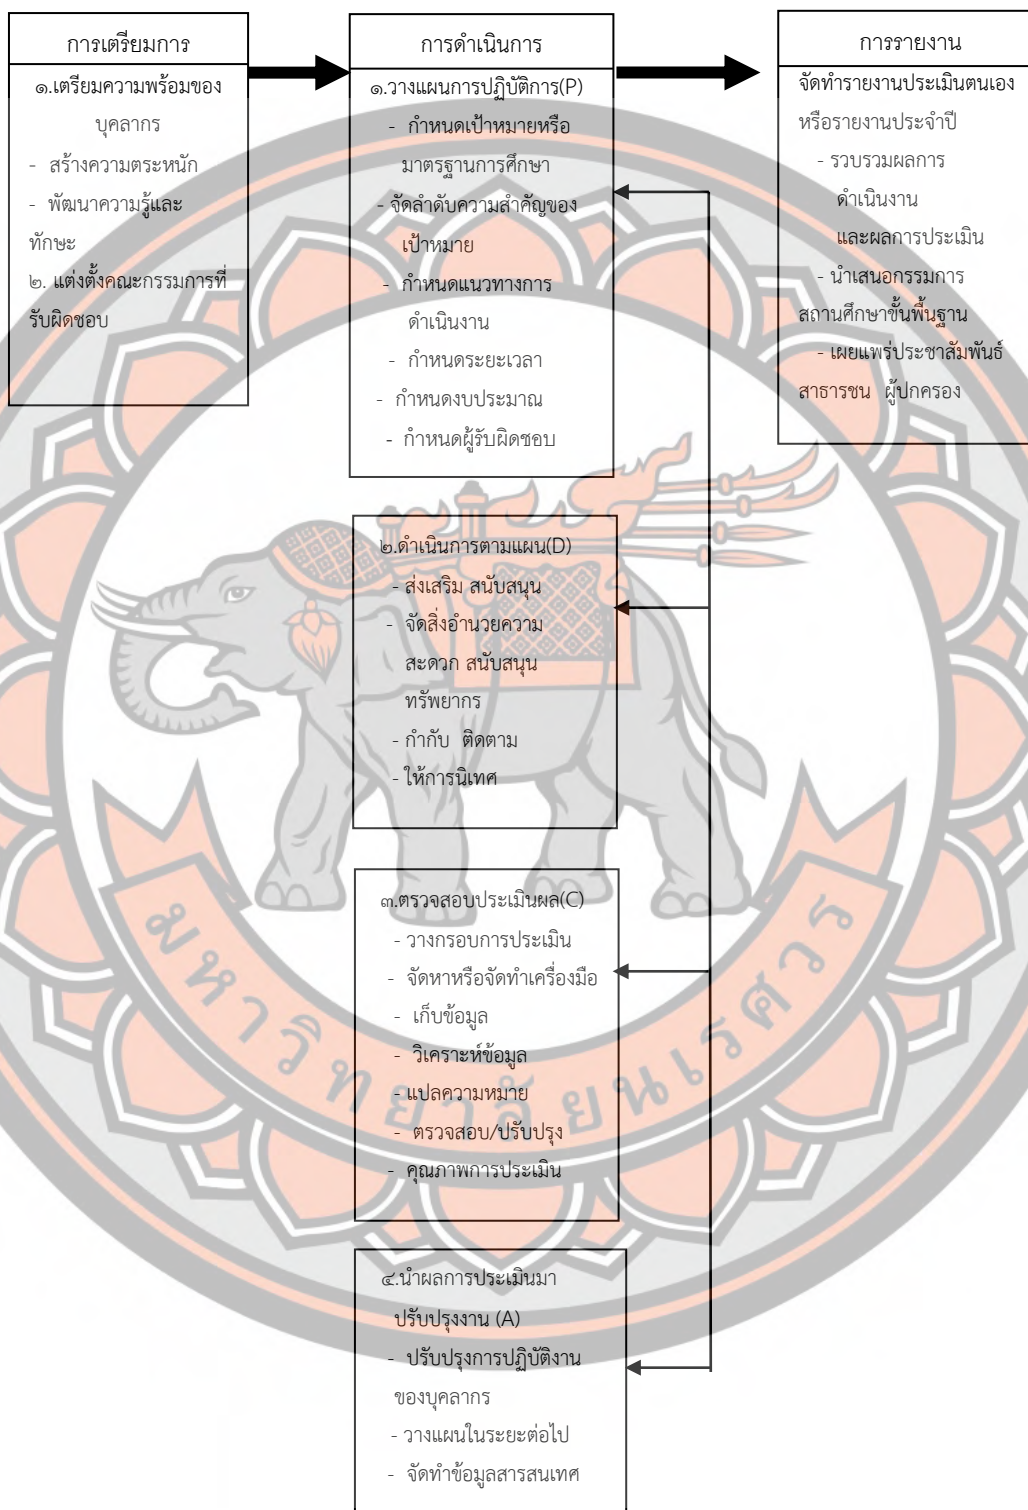 การเตรียมการ
๑.เตรียมความพร้อมของ
บุคลากร
- สร้างความตระหนัก
- พัฒนาความรู้และ
ทักษะ
๒. แต่งตั้งคณะกรรมการที่
รับผิดชอบ
การดำเนินการ
๑.วางแผนการปฏิบัติการ(P)
- กำหนดเป้าหมายหรือ
มาตรฐานการศึกษา
- จัดลำดับความสำคัญของ
เป้าหมาย
- กำหนดแนวทางการ
ดำเนินงาน
- กำหนดระยะเวลา
- กำหนดงบประมาณ
- กำหนดผู้รับผิดชอบ
๒.ดำเนินการตามแผน(D)
- ส่งเสริม สนับสนุน
- จัดสิ่งอำนวยความ
สะดวก สนับสนุน
ทรัพยากร
- กำกับ ติดตาม
- ให้การนิเทศ
๓.ตรวจสอบประเมินผล(C)
- วางกรอบการประเมิน
- จัดหาหรือจัดทำเครื่องมือ
- เก็บข้อมูล
- วิเคราะห์ข้อมูล
- แปลความหมาย
- ตรวจสอบ/ปรับปรุง
- คุณภาพการประเมิน
๔.นำผลการประเมินมา
ปรับปรุงงาน (A)
- ปรับปรุงการปฏิบัติงาน
ของบุคลากร
- วางแผนในระยะต่อไป
- จัดทำข้อมูลสารสนเทศ
การรายงาน
จัดทำรายงานประเมินตนเอง
หรือรายงานประจำปี
- รวบรวมผลการ
ดำเนินงาน
และผลการประเมิน
- นำเสนอกรรมการ
สถานศึกษาขั้นพื้นฐาน
- เผยแพร่ประชาสัมพันธ์
สาธารชน ผู้ปกครอง
มหาวิทยาลัยนเรศวร